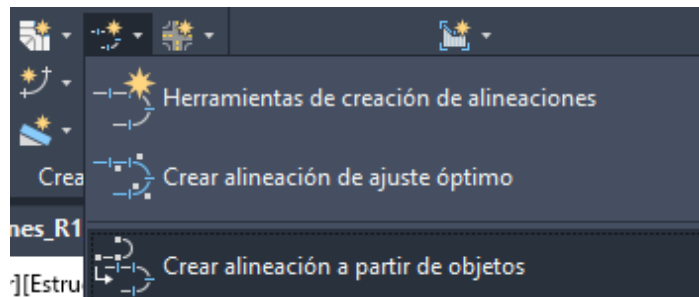 Herramientas de creación de alineaciones
Crear alineación de ajuste óptimo
Crea
nes_R1
Crear alineación a partir de objetos
][Estru